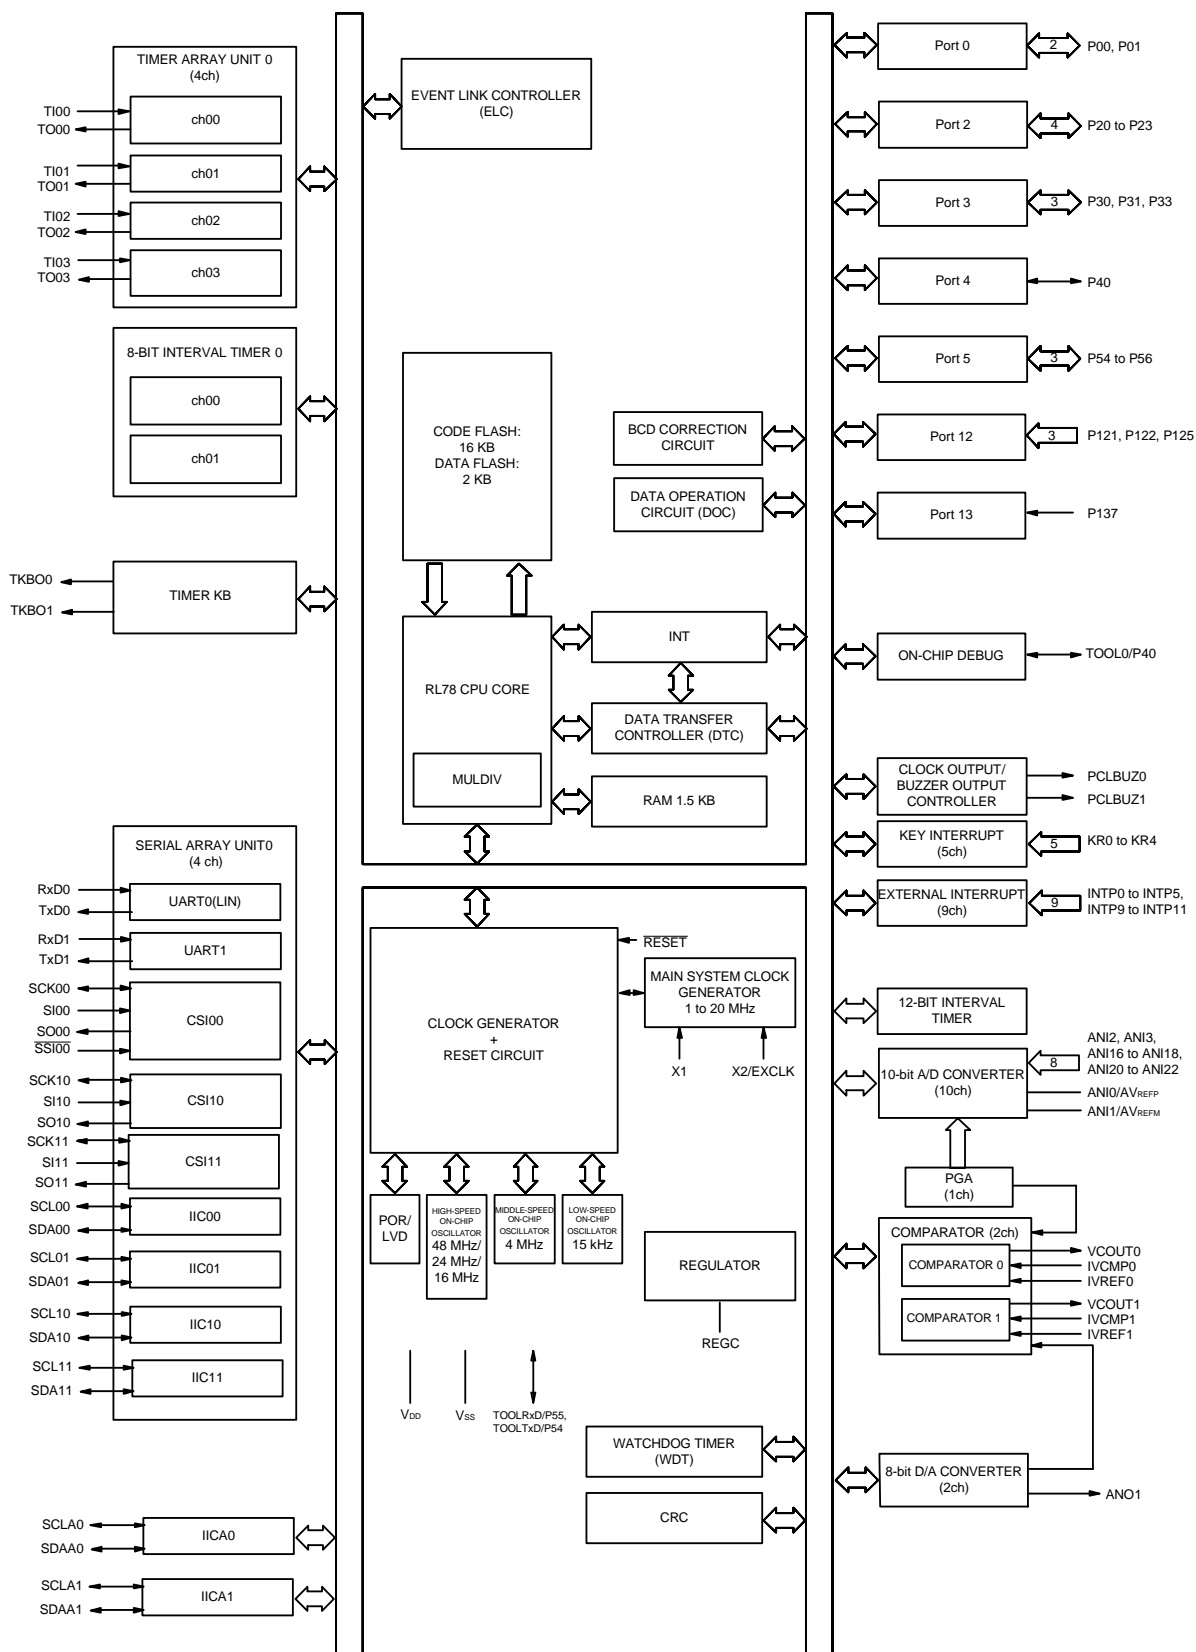 TIMER ARRAY UNIT 0
(4ch)
TI00
TO00
ch00
TI01
TO01
ch01
TI02
TO02
ch02
TI03
TO03
ch03
8-BIT INTERVAL TIMER 0
ch00
ch01
TKBO0
TKBO1
TIMER KB
SERIAL ARRAY UNIT0
(4 ch)
RxD0
TxD0
UART0(LIN)
RxD1
TxD1
UART1
SCK00
SI00
SO00
SSI00
CSI00
SCK10
SI10
SO10
CSI10
SCK11
SI11
SO11
CSI11
SCL00
SDA00
IIC00
SCL01
SDA01
IIC01
SCL10
SDA10
IIC10
SCL11
SDA11
IIC11
SCLA0
SDAA0
IICA0
SCLA1
SDAA1
IICA1
EVENT LINK CONTROLLER
(ELC)
CODE FLASH:
16 KB
DATA FLASH:
2 KB
BCD CORRECTION
CIRCUIT
DATA OPERATION
CIRCUIT (DOC)
RL78 CPU CORE
MULDIV
INT
DATA TRANSFER
CONTROLLER (DTC)
RAM 1.5 KB
CLOCK GENERATOR
+
RESET CIRCUIT
RESET
MAIN SYSTEM CLOCK
GENERATOR
1 to 20 MHz
X1
X2/EXCLK
POR/
LVD
HIGH-SPEED
ON-CHIP
OSCILLATOR
48 MHz/
24 MHz/
16 MHz
MIDDLE-SPEED
ON-CHIP
OSCILLATOR
4 MHz
LOW-SPEED
ON-CHIP
OSCILLATOR
15 kHz
REGULATOR
REGC
VDD
VSS
TOOLRxD/P55,
TOOLTxD/P54
WATCHDOG TIMER
(WDT)
CRC
Port 0
2
P00, P01
Port 2
4
P20 to P23
Port 3
3
P30, P31, P33
Port 4
P40
Port 5
3
P54 to P56
Port 12
3
P121, P122, P125
Port 13
P137
ON-CHIP DEBUG
TOOL0/P40
CLOCK OUTPUT/
BUZZER OUTPUT
CONTROLLER
PCLBUZ0
PCLBUZ1
KEY INTERRUPT
(5ch)
5
KR0 to KR4
EXTERNAL INTERRUPT
(9ch)
9
INTP0 to INTP5,
INTP9 to INTP11
12-BIT INTERVAL
TIMER
10-bit A/D CONVERTER
(10ch)
8
ANI2, ANI3,
ANI16 to ANI18,
ANI20 to ANI22
ANI0/AVREFP
ANI1/AVREFM
PGA
(1ch)
COMPARATOR (2ch)
COMPARATOR 0
VCOUT0
IVCMP0
IVREF0
COMPARATOR 1
VCOUT1
IVCMP1
IVREF1
8-bit D/A CONVERTER
(2ch)
ANO1